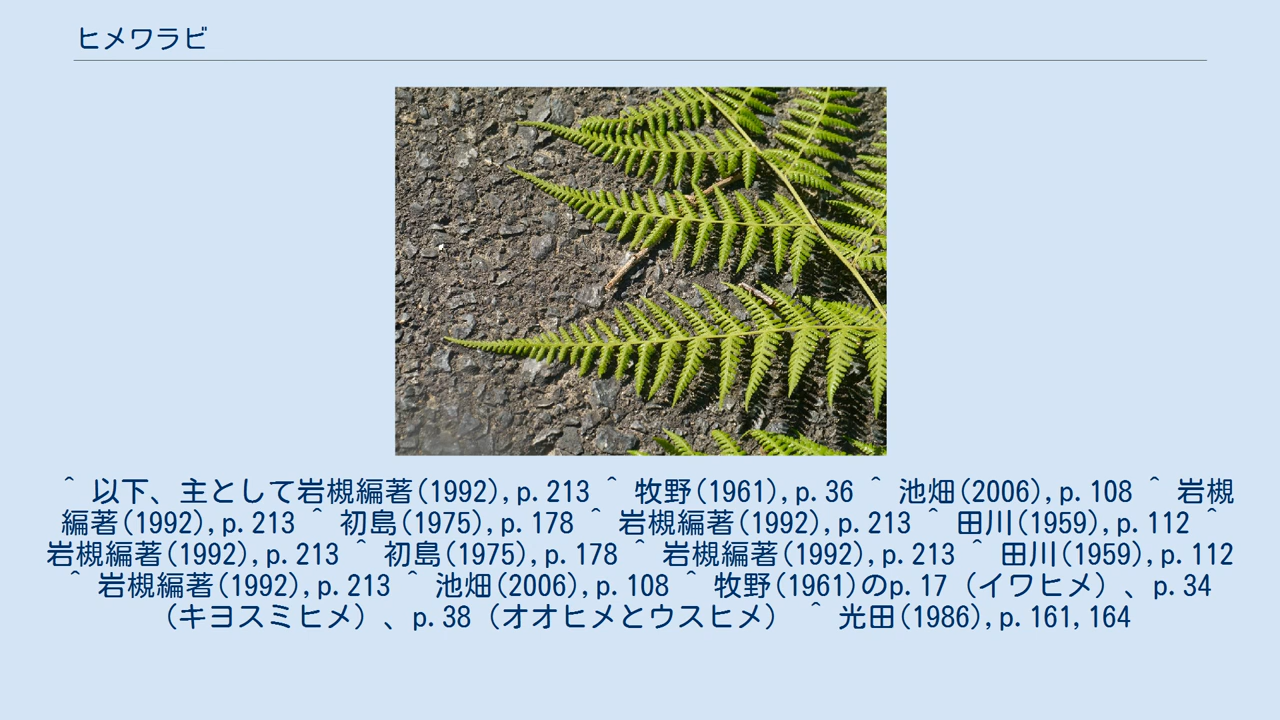 ヒメワラビ
^ 以下、主として岩槻編著(1992),p.213 ^ 牧野(1961),p.36 ^ 池畑(2006),p.108 ^ 岩槻
編著(1992),p.213 ^ 初島(1975),p.178 ^ 岩槻編著(1992),p.213 ^ 田川(1959),p.112 ^
岩槻編著(1992),p.213 ^ 初島(1975),p.178 ^ 岩槻編著(1992),p.213 ^ 田川(1959),p.112
^ 岩槻編著(1992),p.213 ^ 池畑(2006),p.108 ^ 牧野(1961)のp.17（イワヒメ）、p.34
（キヨスミヒメ）、p.38（オオヒメとウスヒメ） ^ 光田(1986),p.161,164